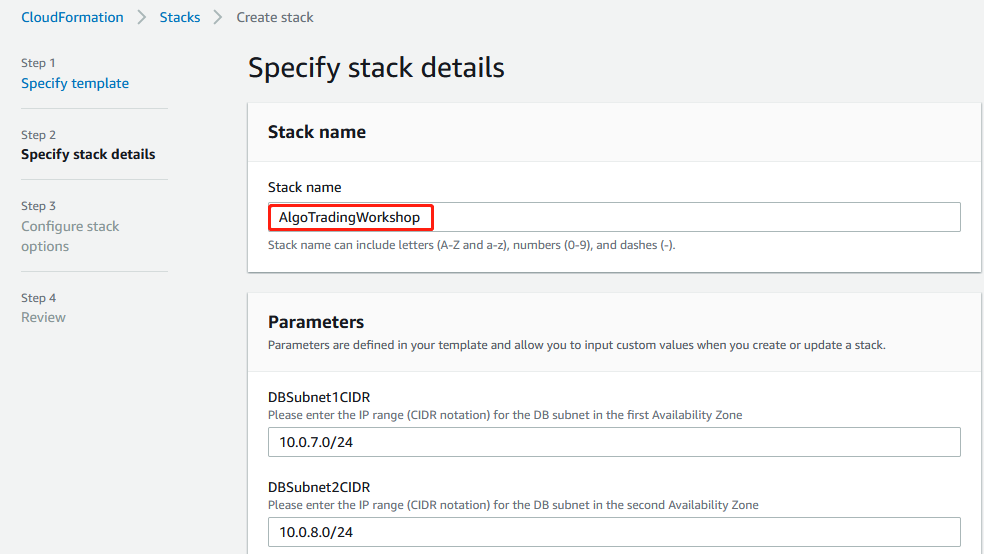 CloudFormation > Stacks > Create stack
Step 1
Specify template
Step 2
Specify stack details
Step 3
Configure stack
options
Step 4
Review
Specify stack details
Stack name
Stack name
AlgoTradingWorkshop
Stack name can include letters (A-Z and a-z), numbers (0-9), and dashes (-).
Parameters
Parameters are defined in your template and allow you to input custom values when you create or update a stack.
DBSubnet1CIDR
Please enter the IP range (CIDR notation) for the DB subnet in the first Availability Zone
10.0.7.0/24
DBSubnet2CIDR
Please enter the IP range (CIDR notation) for the DB subnet in the second Availability Zone
10.0.8.0/24